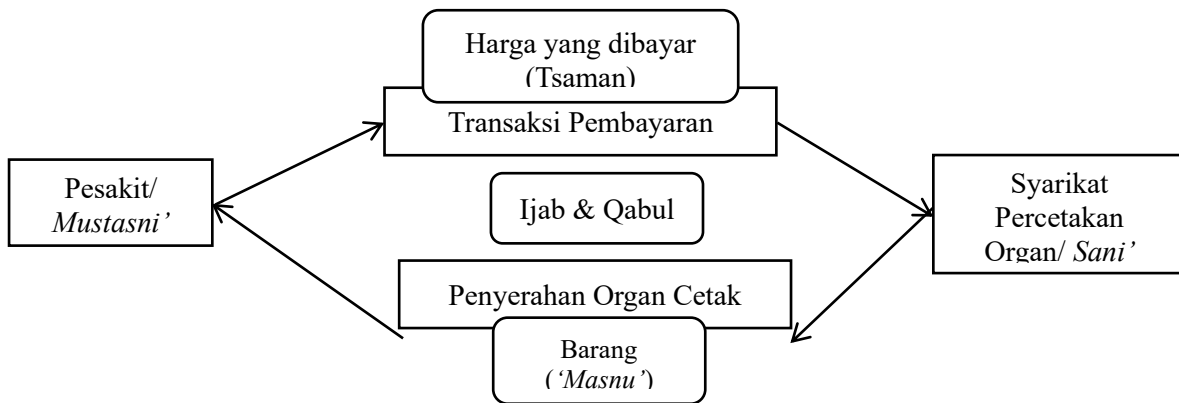 Harga yang dibayar
(Tsaman)
Transaksi Pembayaran
Pesakit/
Mustasni’
Ijab & Qabul
Syarikat
Percetakan
Organ/ Sani’
Penyerahan Organ Cetak
Barang
(‘Masnu’)